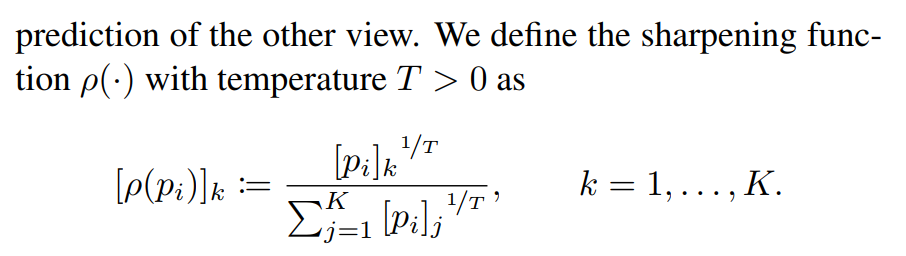 prediction of the other view. We define the sharpening func-
tion ρ(·) with temperature T > 0 as
[ρ(p_i)]_k := [p_i]_k^{1/T} / ∑_{j=1}^{K} [p_i]_j^{1/T}, k = 1, . . . , K.